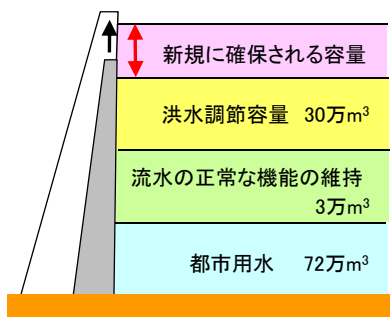 新規に確保される容量
洪水調節容量 30万m³
流水の正常な機能の維持
3万m³
都市用水 72万m³